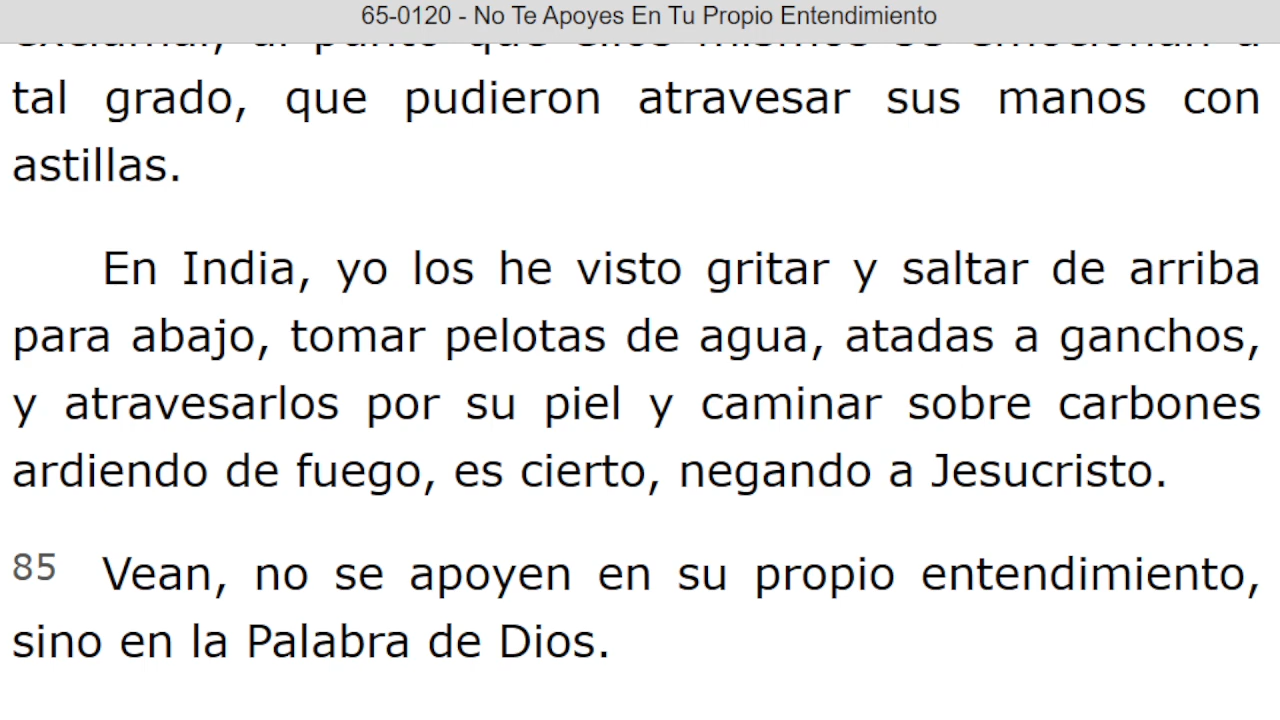 65-0120 - No Te Apoyes En Tu Propio Entendimiento
tal grado, que pudieron atravesar sus manos con
astillas.
En India, yo los he visto gritar y saltar de arriba
para abajo, tomar pelotas de agua, atadas a ganchos,
y atravesarlos por su piel y caminar sobre carbones
ardiendo de fuego, es cierto, negando a Jesucristo.
85 Vean, no se apoyen en su propio entendimiento,
sino en la Palabra de Dios.